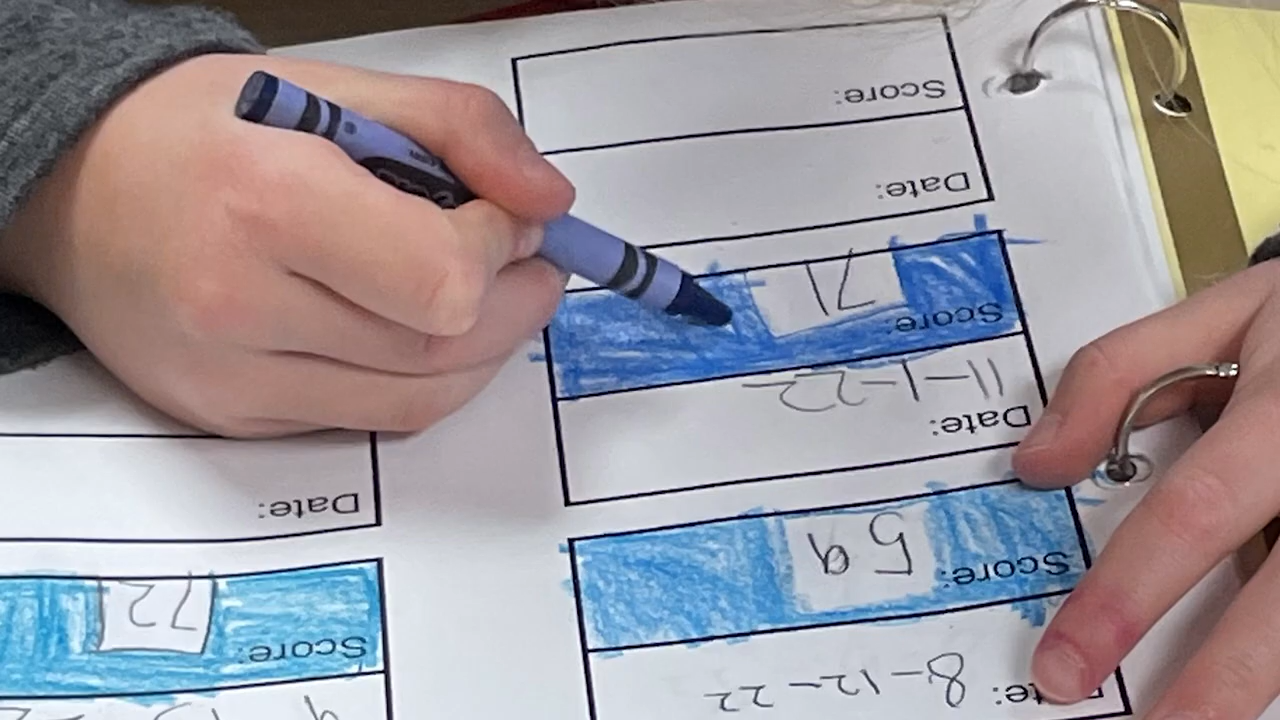 Date: 8-12-22
Score: 59
Date:
11-1-22
Score:
71
Date:
Score:
Score: 72
Date: